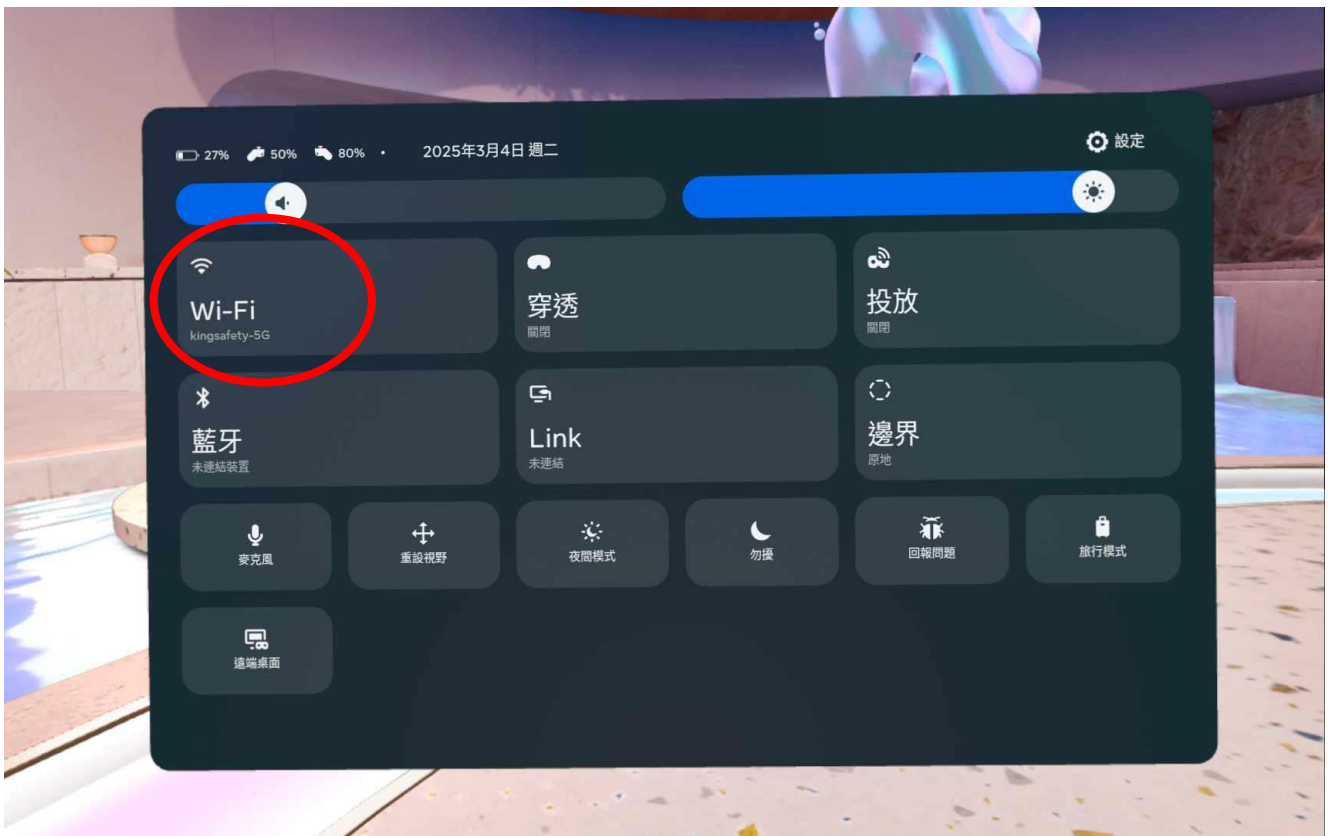 27% 50% 80% • 2025年3月4日 週二
設定
Wi-Fi
kingsafety-5G
穿透
關閉
投放
關閉
藍牙
未連結裝置
Link
未連結
邊界
原地
麥克風
重設視野
夜間模式
勿擾
回報問題
旅行模式
遠端桌面